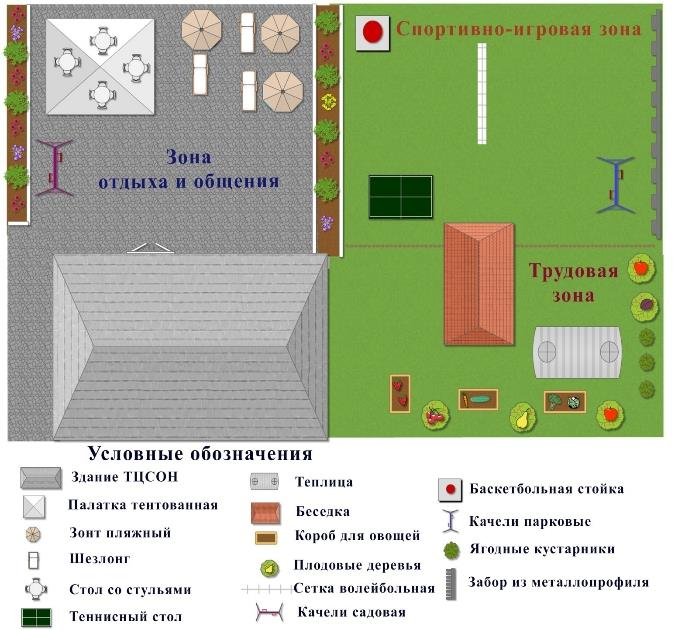 Спортивно-игровая зона
Зона
отдыха и общения
Трудовая
зона
Условные обозначения
Здание ТЦСОН
Палатка тентованная
Зонт пляжный
Шезлонг
Стол со стульями
Теннисный стол
Теплица
Беседка
Короб для овощей
Плодовые деревья
Сетка волейбольная
Качели садовая
Баскетбольная стойка
Качели парковые
Ягодные кустарники
Забор из металлопрофиля